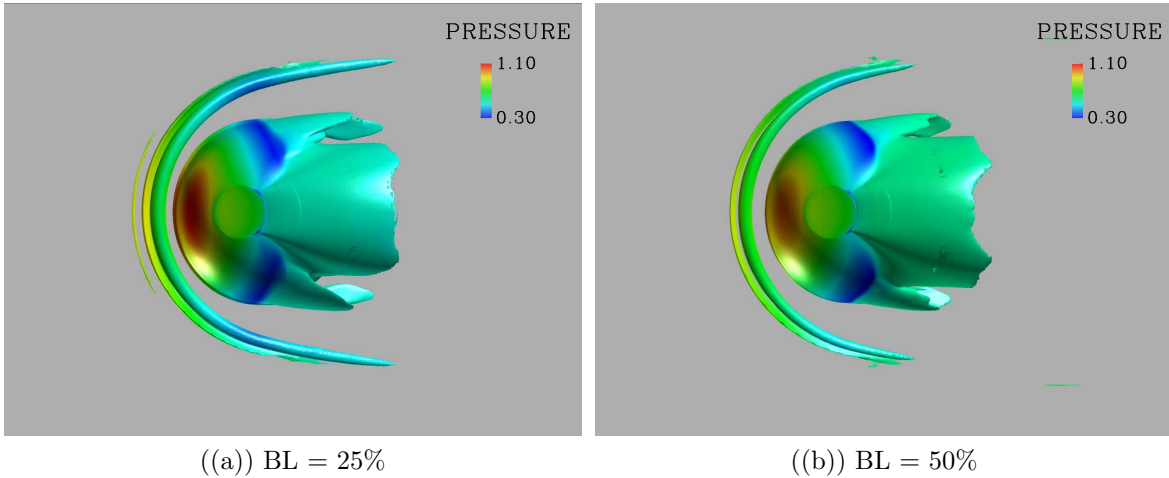 PRESSURE
1.10
0.30
PRESSURE
1.10
0.30
((a)) BL = 25%
((b)) BL = 50%